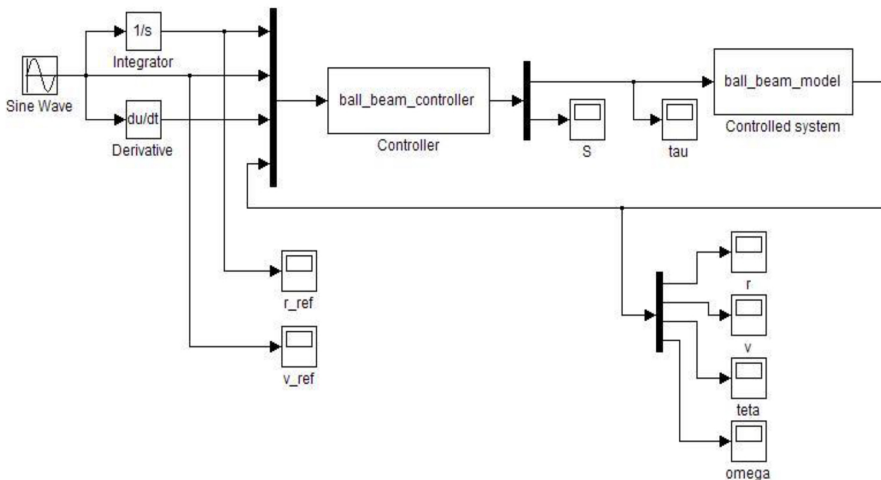 1/s
Integrator
Sine Wave
du/dt
Derivative
ball_beam_controller
Controller
S
tau
ball_beam_model
Controlled system
r_ref
v_ref
r
v
teta
omega